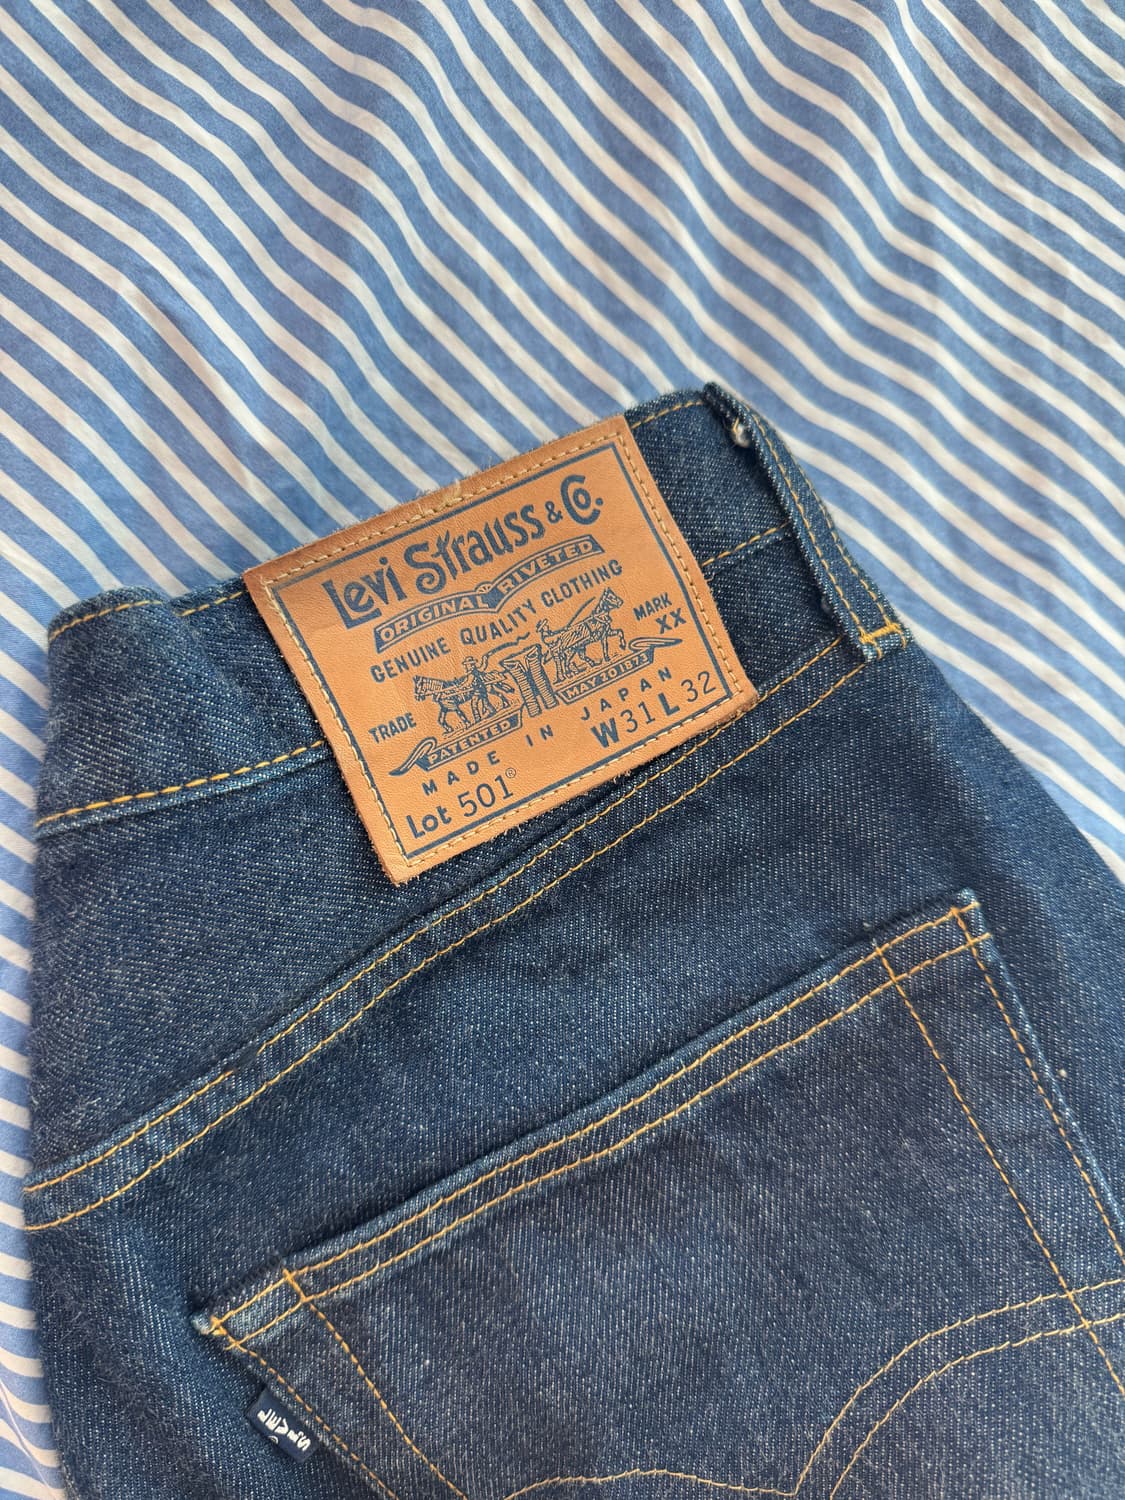 Levi Strauss & Co.
ORIGINAL RIVETED
GENUINE QUALITY CLOTHING
TRADE MARK
XX
PATENTED MAY 20 1873
MADE IN JAPAN
Lot 501® W31 L32
LEVI'S